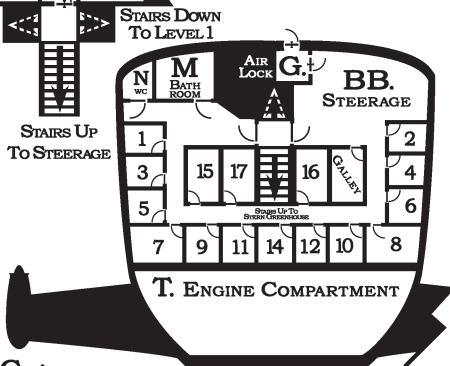 Stairs Down
To Level 1
Stairs Up
To Steerage
N
WC
M
Bath
room
Air
Lock
G.
BB.
Steerage
1
2
3
4
5
6
15
17
16
Galley
Stairs Up To
Stern Greenhouse
7
9
11
14
12
10
8
T. Engine Compartment